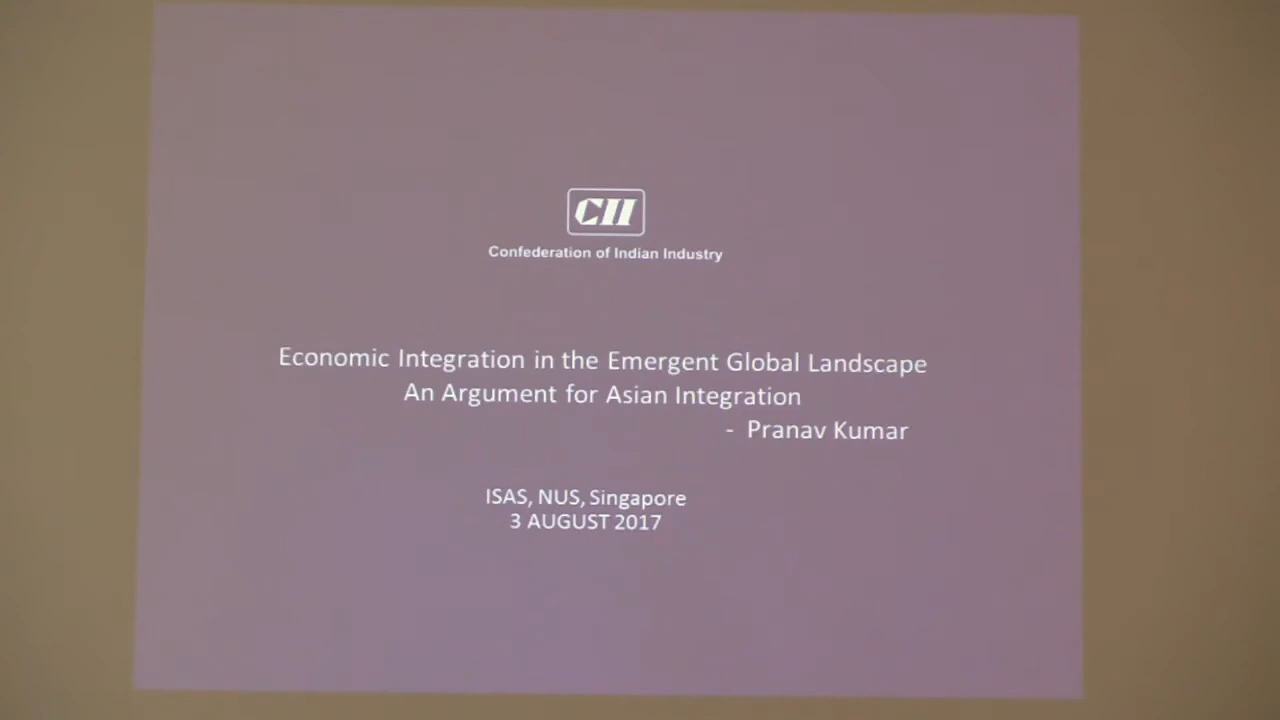 CII
Confederation of Indian Industry
Economic Integration in the Emergent Global Landscape
An Argument for Asian Integration
- Pranav Kumar
ISAS, NUS, Singapore
3 AUGUST 2017